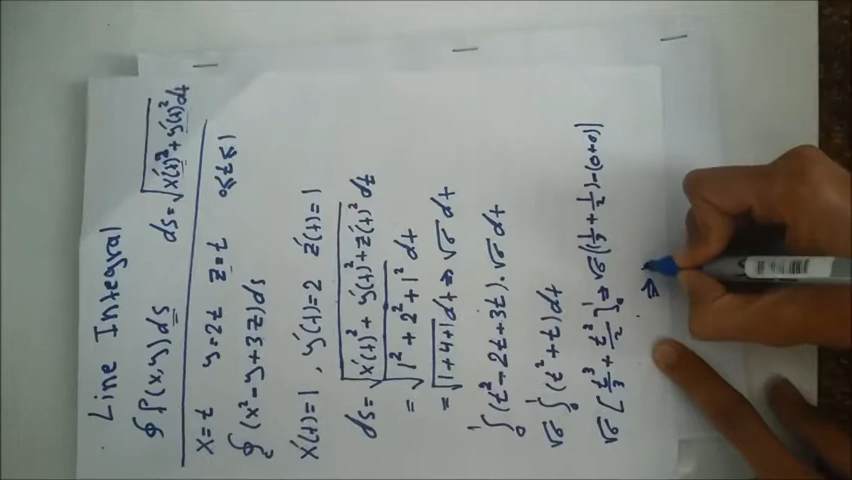 Line Integral
∮f(x,y)ds   ds=√(x'(t)²+y'(t)²) dt
x=t   y=2t   z=t   0≤t≤1
∮_c (x²-y+3z)ds
x'(t)=1, y'(t)=2   z'(t)=1
ds=√(x'(t)²+y'(t)²+z'(t)²) dt
=√(1²+2²+1²) dt
=√(1+4+1) dt ⇒ √6 dt
∫₀¹(t²-2t+3t).√6 dt
√6 ∫₀¹(t²+t)dt
√6 [t³/3 + t²/2]₀¹ ⇒ √6[(1/3+1/2)-(0+0)]
⇒